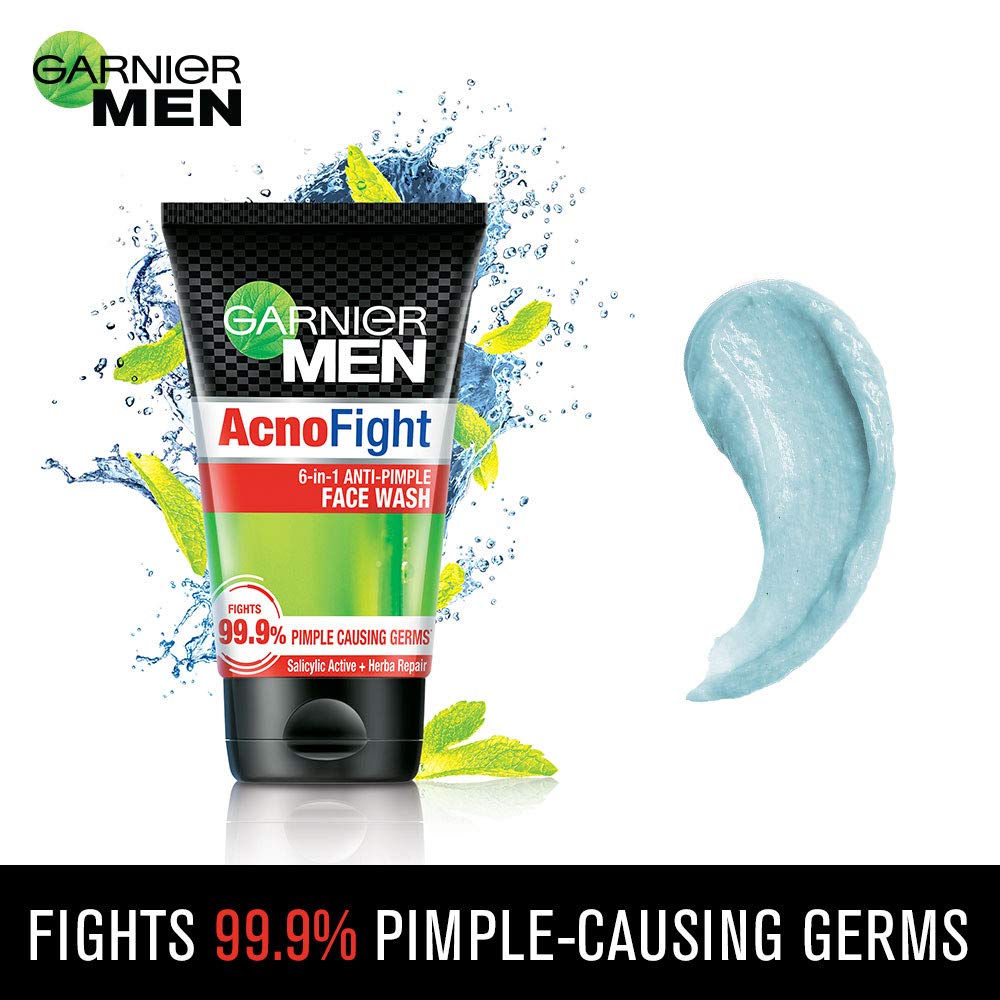 GARNIER
MEN
GARNIER
MEN
AcnoFight
6-in-1 ANTI-PIMPLE
FACE WASH
FIGHTS
99.9% PIMPLE CAUSING GERMS
Salicylic Active + Herba Repair
FIGHTS 99.9% PIMPLE-CAUSING GERMS